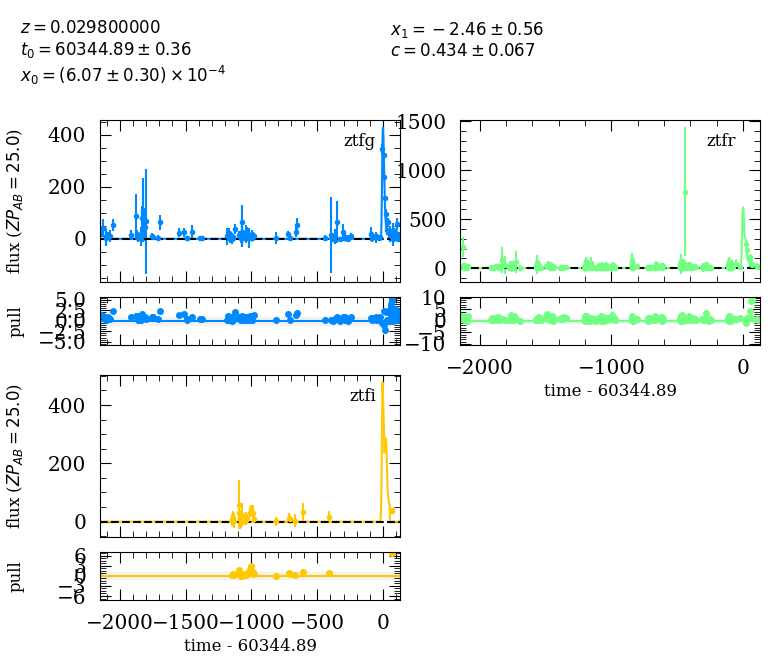 z = 0.029800000
t₀ = 60344.89 ± 0.36
x₀ = (6.07 ± 0.30) × 10⁻⁴
x₁ = −2.46 ± 0.56
c = 0.434 ± 0.067
ztfg
flux (ZP_AB = 25.0)
400
200
0
pull
5.0
2.5
0.0
−2.5
−5.0
ztfr
1500
1000
500
0
10
5
0
−5
−10
−2000
−1000
0
time - 60344.89
ztfi
flux (ZP_AB = 25.0)
400
200
0
pull
6
3
0
−3
−6
−2000
−1500
−1000
−500
0
time - 60344.89